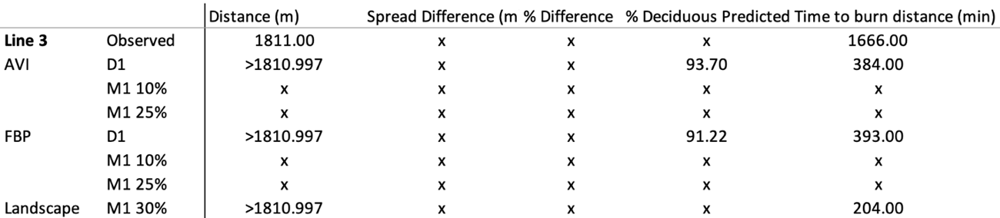 Distance (m) Spread Difference (m % Difference % Deciduous Predicted Time to burn distance (min)
Line 3 Observed 1811.00 x x x 1666.00
AVI D1 >1810.997 x x 93.70 384.00
M1 10% x x x x x
M1 25% x x x x x
FBP D1 >1810.997 x x 91.22 393.00
M1 10% x x x x x
M1 25% x x x x x
Landscape M1 30% >1810.997 x x x 204.00